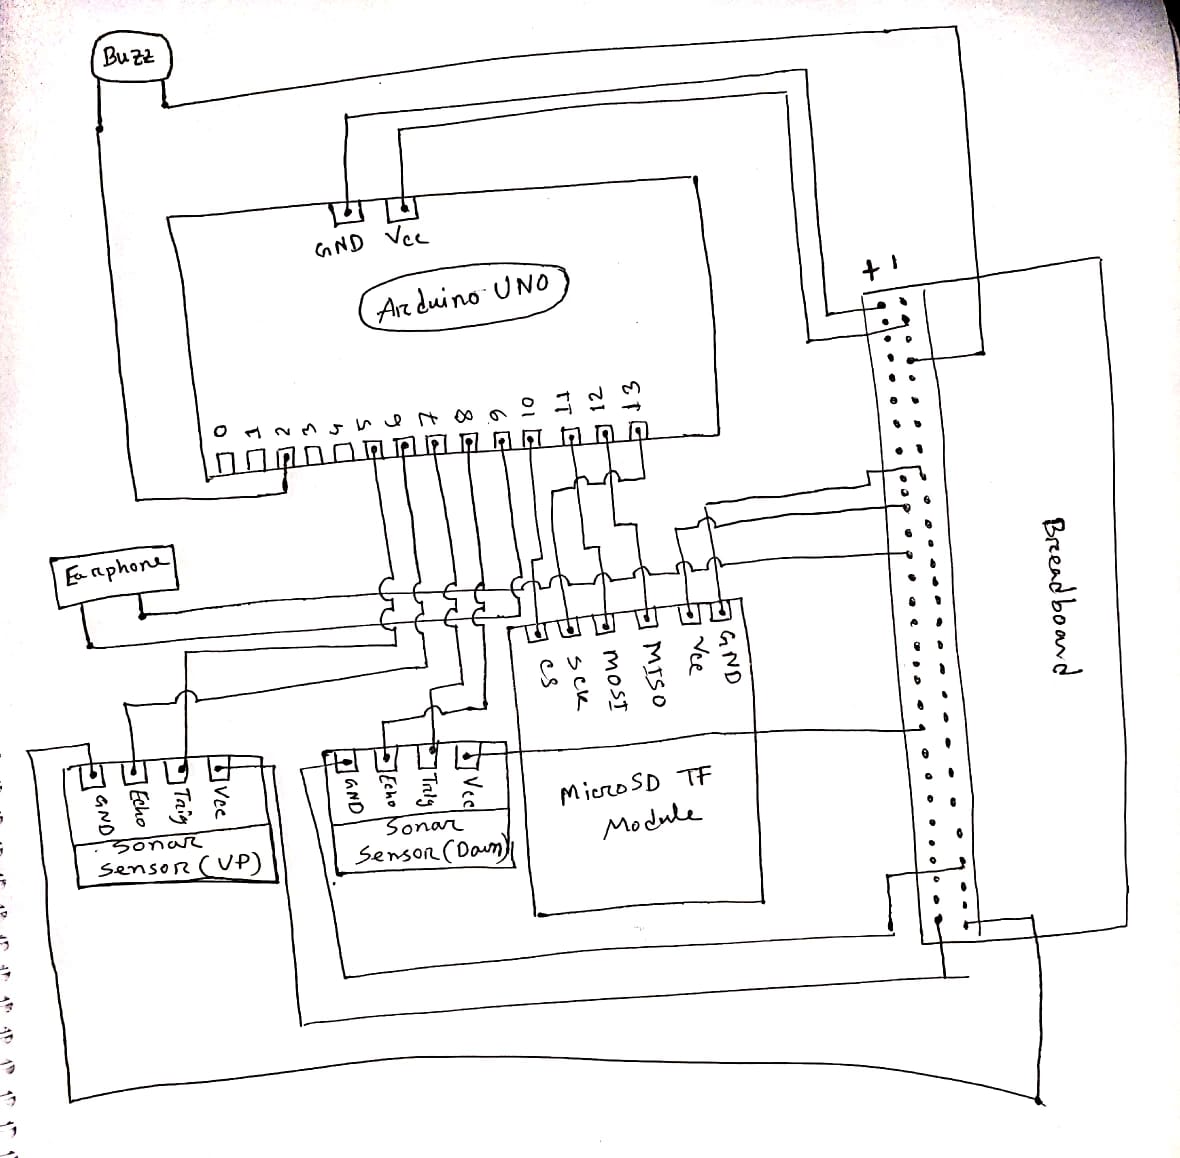 Buzz
GND Vcc
Arduino UNO
+ -
0 1 2 3 4 5 6 7 8 9 10 11 12 13
Earphone
Breadboard
CS SCK MOSI MISO Vcc GND
MicroSD TF
Module
GND Echo Trig Vcc
Sonar
Sensor (UP)
GND Echo Trig Vcc
Sonar
Sensor (Down)